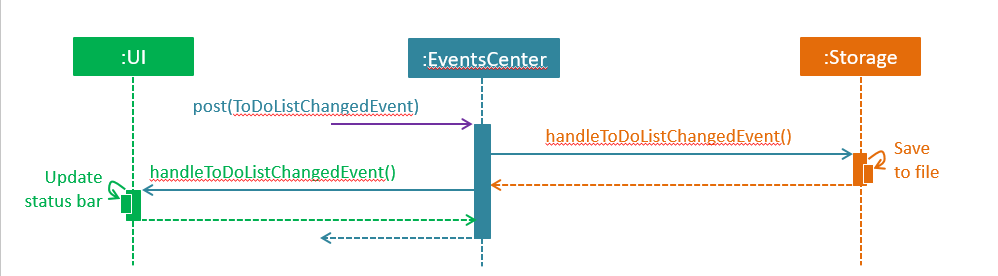 :UI
:EventsCenter
:Storage
post(ToDoListChangedEvent)
handleToDoListChangedEvent()
Save
to file
handleToDoListChangedEvent()
Update
status bar